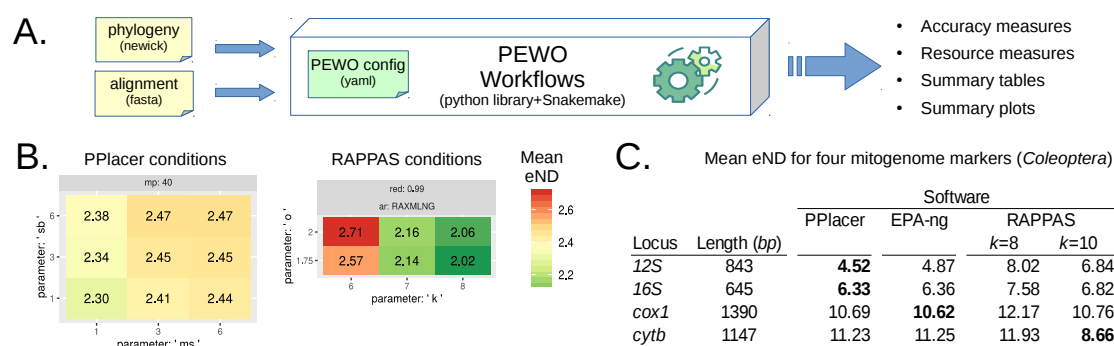 A.
phylogeny
(newick)
alignment
(fasta)
PEWO config
(yaml)
PEWO
Workflows
(python library+Snakemake)
• Accuracy measures
• Resource measures
• Summary tables
• Summary plots
B.
PPlacer conditions
mp: 40
parameter: ' sb '
6 2.38 2.47 2.47
3 2.34 2.45 2.45
1 2.30 2.41 2.44
1 3 6
parameter: ' ms '
RAPPAS conditions
red: 0.99
ar: RAXMLNG
parameter: ' o '
2 2.71 2.16 2.06
1.75 2.57 2.14 2.02
6 7 8
parameter: ' k '
Mean
eND
2.6
2.4
2.2
C.
Mean eND for four mitogenome markers (Coleoptera)
Software
PPlacer EPA-ng RAPPAS
Locus Length (bp) k=8 k=10
12S 843 4.52 4.87 8.02 6.84
16S 645 6.33 6.36 7.58 6.82
cox1 1390 10.69 10.62 12.17 10.76
cytb 1147 11.23 11.25 11.93 8.66